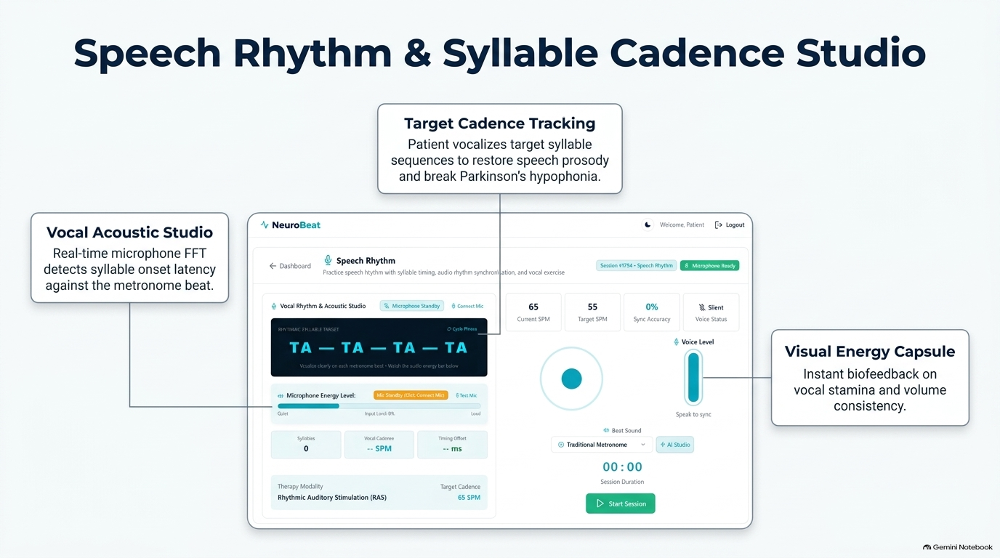 Speech Rhythm & Syllable Cadence Studio
Target Cadence Tracking
Patient vocalizes target syllable
sequences to restore speech prosody
and break Parkinson's hypophonia.
Vocal Acoustic Studio
Real-time microphone FFT
detects syllable onset latency
against the metronome beat.
NeuroBeat
Welcome, Patient
Logout
Dashboard
Speech Rhythm
Practice speech rhythm with syllable timing, audio rhythm synchronization, and vocal exercise
Session #1794 • Speech Rhythm
Microphone Ready
Vocal Rhythm & Acoustic Studio
Microphone Standby
Connect Mic
RHYTHMIC SYLLABLE TARGET
Cycle
TA — TA — TA — TA
Vocalize clearly on each metronome beat • Watch the audio energy bar below
Microphone Energy Level:
Mic Standby (Click Connect Mic)
Test Mic
Quiet
Input Level: 0%
Loud
Syllables
0
Vocal Cadence
-- SPM
Timing Offset
-- ms
Therapy Modality
Rhythmic Auditory Stimulation (RAS)
Target Cadence
65 SPM
65
Current SPM
55
Target SPM
0%
Sync Accuracy
Silent
Voice Status
Voice Level
Speak to sync
Beat Sound
Traditional Metronome
AI Studio
00:00
Session Duration
Start Session
Visual Energy Capsule
Instant biofeedback on
vocal stamina and volume
consistency.
Gemini Notebook